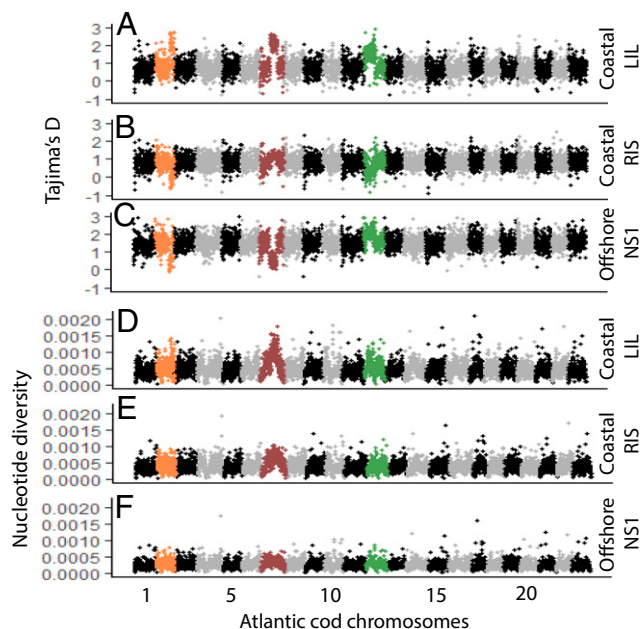 A
3
2
1
0
-1
Coastal
LIL
B
3
2
1
0
-1
Coastal
RIS
Tajima's D
C
3
2
1
0
-1
Offshore
NS1
D
0.0020
0.0015
0.0010
0.0005
0.0000
Coastal
LIL
E
0.0020
0.0015
0.0010
0.0005
0.0000
Coastal
RIS
Nucleotide diversity
F
0.0020
0.0015
0.0010
0.0005
0.0000
Offshore
NS1
1 5 10 15 20
Atlantic cod chromosomes